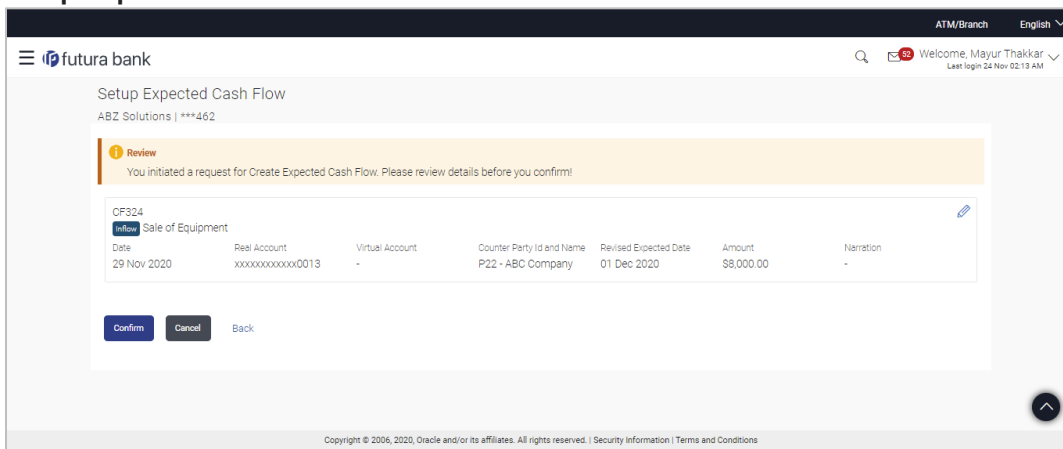 ATM/Branch English
futura bank
52 Welcome, Mayur Thakkar
Last login 24 Nov 02:13 AM
Setup Expected Cash Flow
ABZ Solutions | ***462
Review
You initiated a request for Create Expected Cash Flow. Please review details before you confirm!
CF324
Inflow Sale of Equipment
Date Real Account Virtual Account Counter Party Id and Name Revised Expected Date Amount Narration
29 Nov 2020 xxxxxxxxxxxx0013 - P22 - ABC Company 01 Dec 2020 $8,000.00 -
Confirm Cancel Back
Copyright © 2006, 2020, Oracle and/or its affiliates. All rights reserved. | Security Information | Terms and Conditions